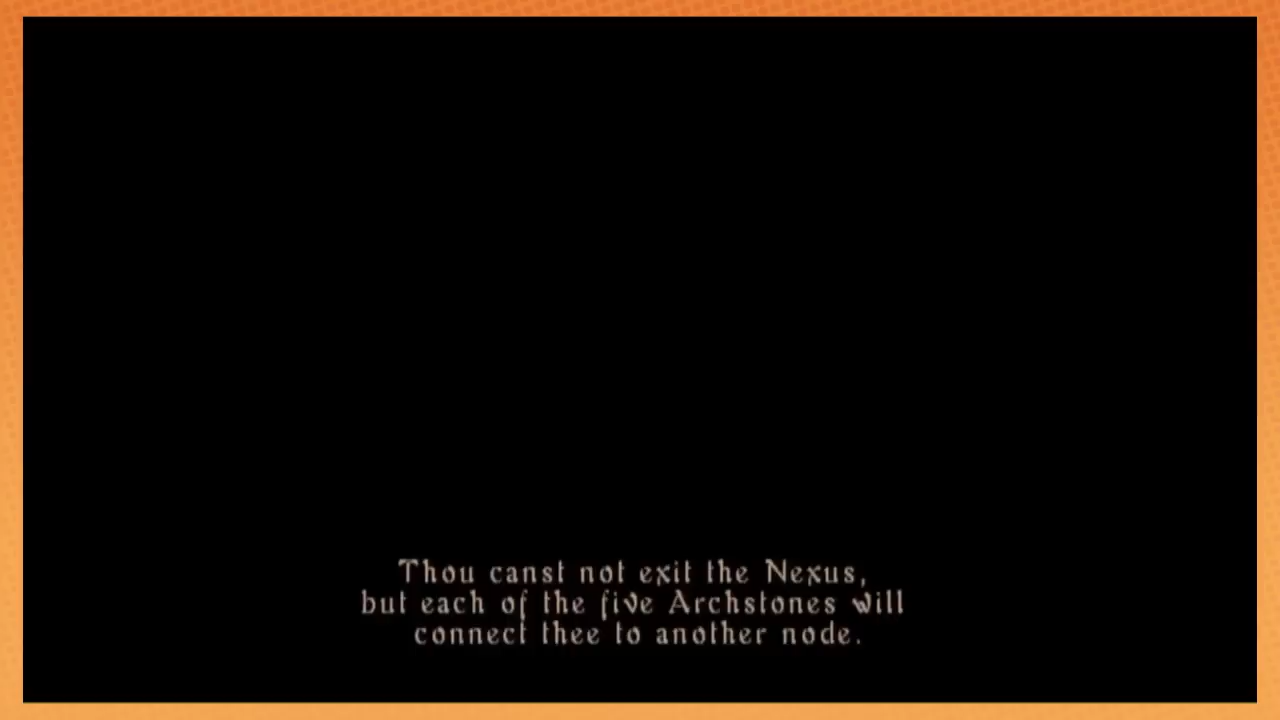 Thou canst not exit the Nexus,
but each of the five Archstones will
connect thee to another node.